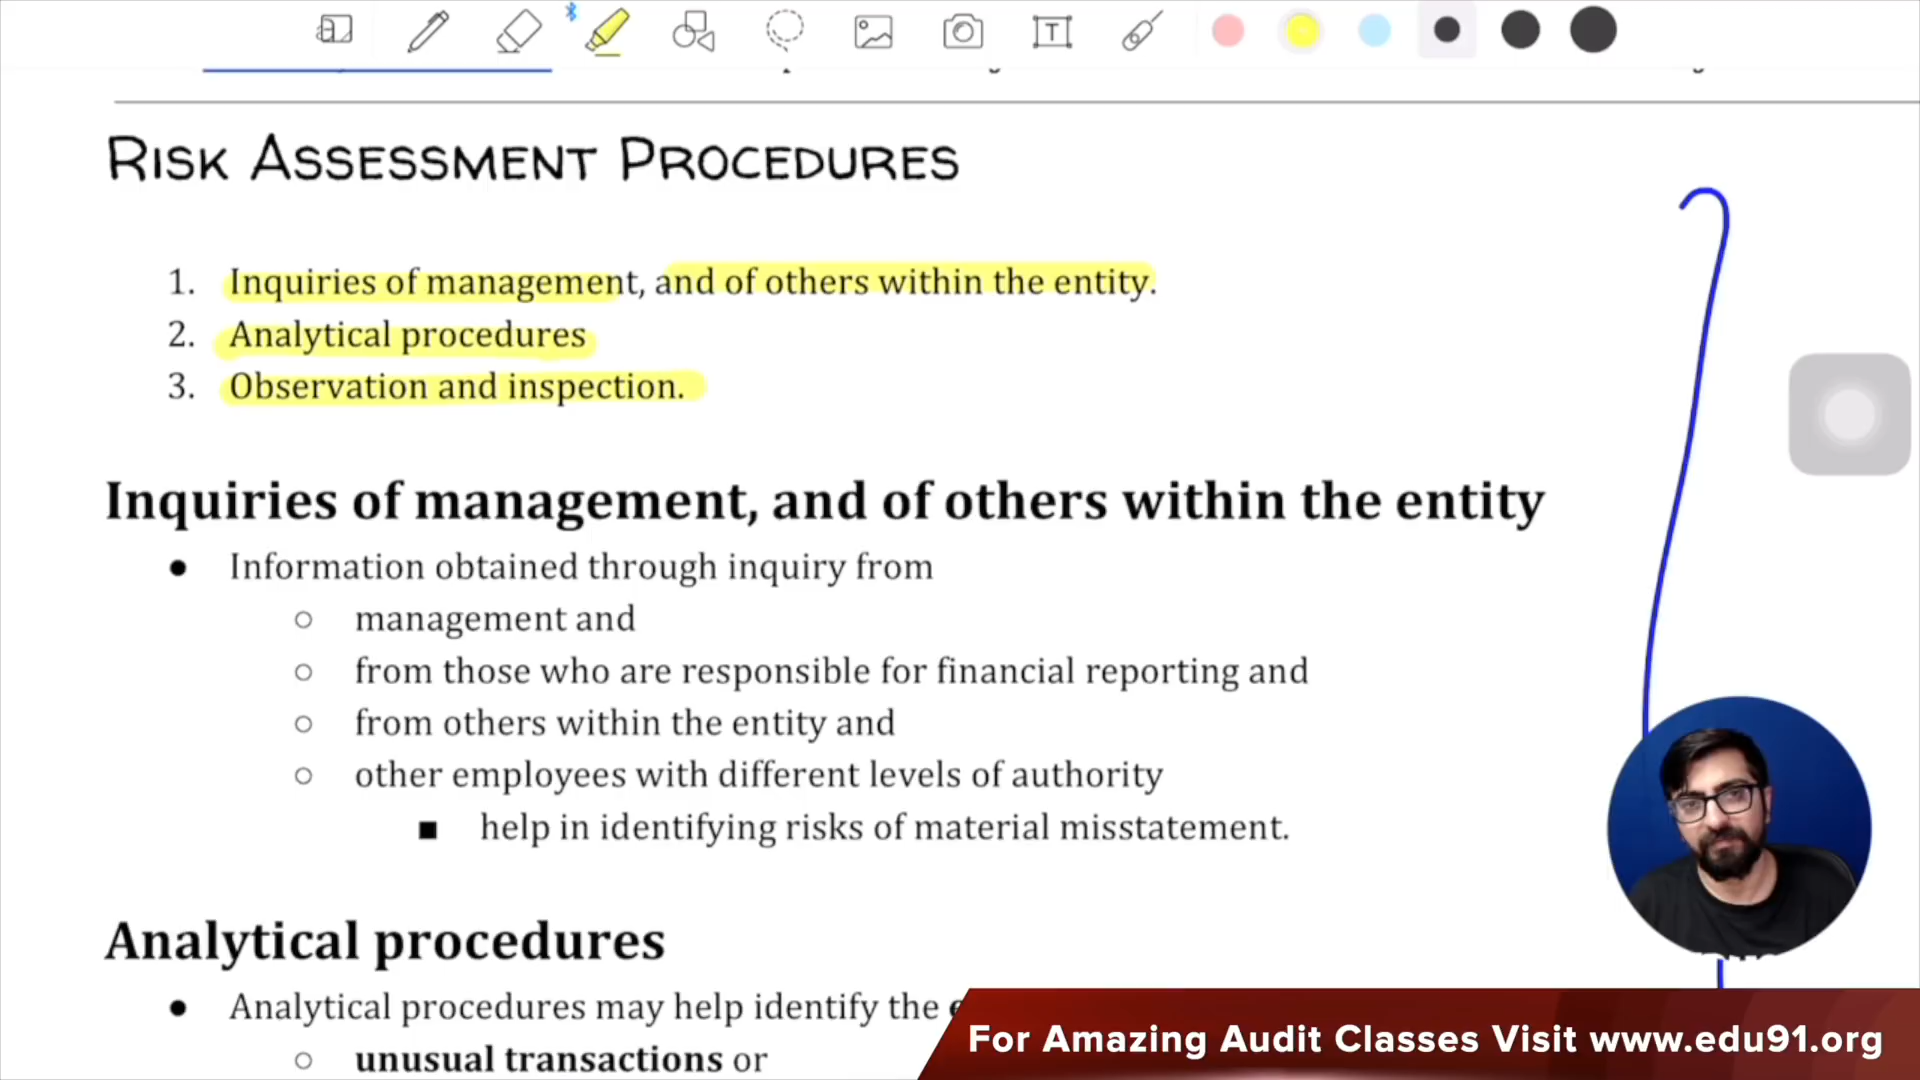 RISK ASSESSMENT PROCEDURES
1. Inquiries of management, and of others within the entity.
2. Analytical procedures
3. Observation and inspection.
Inquiries of management, and of others within the entity
● Information obtained through inquiry from
○ management and
○ from those who are responsible for financial reporting and
○ from others within the entity and
○ other employees with different levels of authority
■ help in identifying risks of material misstatement.
Analytical procedures
● Analytical procedures may help identify the
○ unusual transactions or
For Amazing Audit Classes Visit www.edu91.org